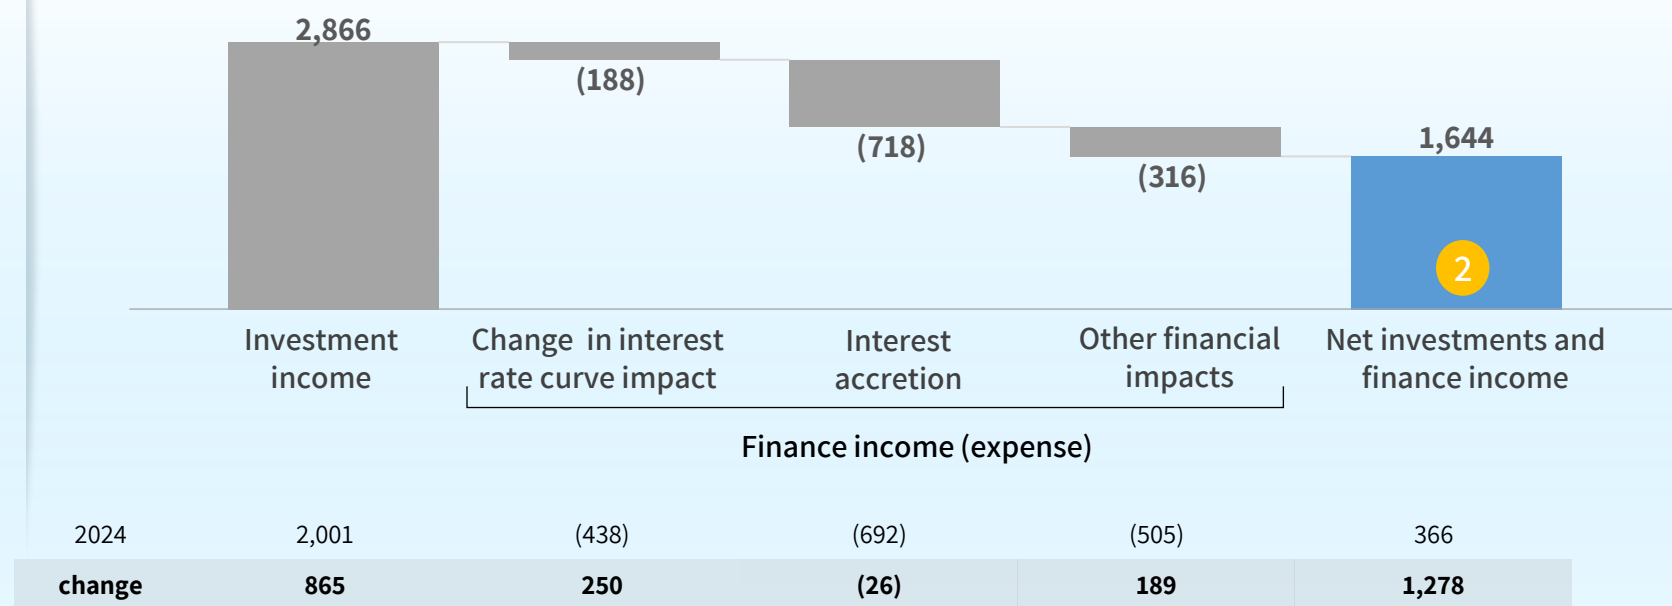 2,866
(188)
(718)
(316)
1,644
2
Investment
income
Change in interest
rate curve impact
Interest
accretion
Other financial
impacts
Net investments and
finance income
Finance income (expense)
2024 2,001 (438) (692) (505) 366
change 865 250 (26) 189 1,278